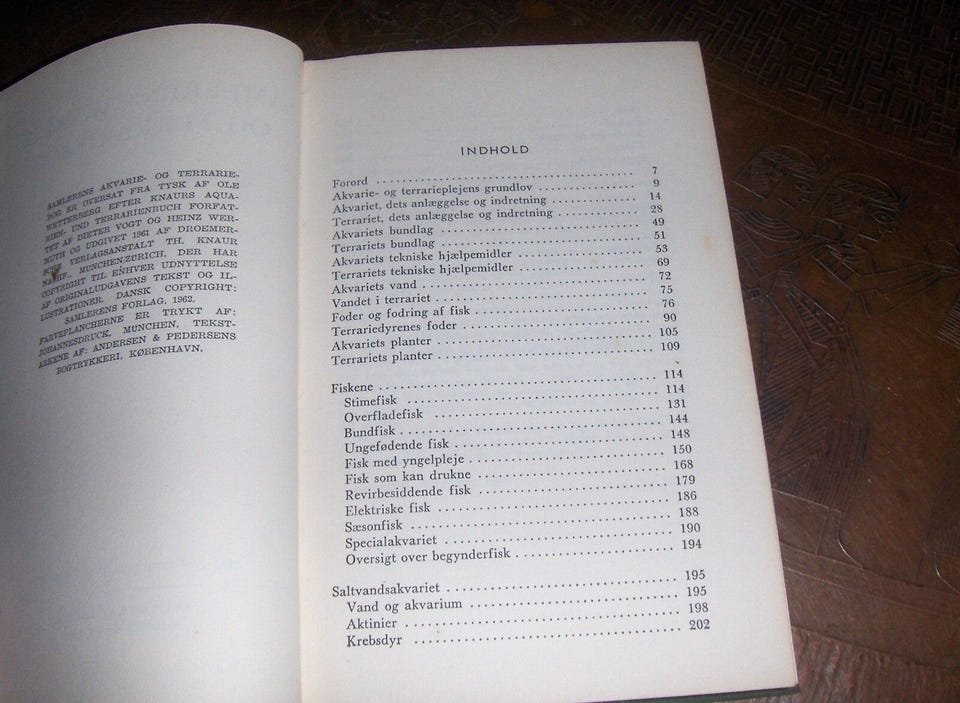 SAMLERENS AKVARIE- OG TERRARIE-
BOG ER OVERSAT FRA TYSK AF OLE
WETTERBERG EFTER KNAURS AQUA-
RIEN- UND TERRARIENBUCH FORFAT-
TET AF DIETER VOGT OG HEINZ WER-
MUTH OG UDGIVET 1961 AF DROEMER-
VERLAGSANSTALT TH. KNAUR
NACHF., MÜNCHEN/ZÜRICH, DER HAR
COPYRIGHT TIL ENHVER UDNYTTELSE
AF ORIGINALUDGAVENS TEKST OG IL-
LUSTRATIONER. DANSK COPYRIGHT:
SAMLERENS FORLAG, 1962.
FARVEPLANCHERNE ER TRYKT AF:
JOHANNESDRUCK, MÜNCHEN, TEKST-
ARKENE AF: ANDERSEN & PEDERSENS
BOGTRYKKERI, KØBENHAVN.
INDHOLD
Forord 7
Akvarie- og terrarieplejens grundlov 9
Akvariet, dets anlæggelse og indretning 14
Terrariet, dets anlæggelse og indretning 28
Akvariets bundlag 49
Terrariets bundlag 51
Akvariets tekniske hjælpemidler 53
Terrariets tekniske hjælpemidler 69
Akvariets vand 72
Vandet i terrariet 75
Foder og fodring af fisk 76
Terrariedyrenes foder 90
Akvariets planter 105
Terrariets planter 109
Fiskene 114
Stimefisk 114
Overfladefisk 131
Bundfisk 144
Ungefødende fisk 148
Fisk med yngelpleje 150
Fisk som kan drukne 168
Revirbesiddende fisk 179
Elektriske fisk 186
Sæsonfisk 188
Specialakvariet 190
Oversigt over begynderfisk 194
Saltvandsakvariet 195
Vand og akvarium 195
Aktinier 198
Krebsdyr 202